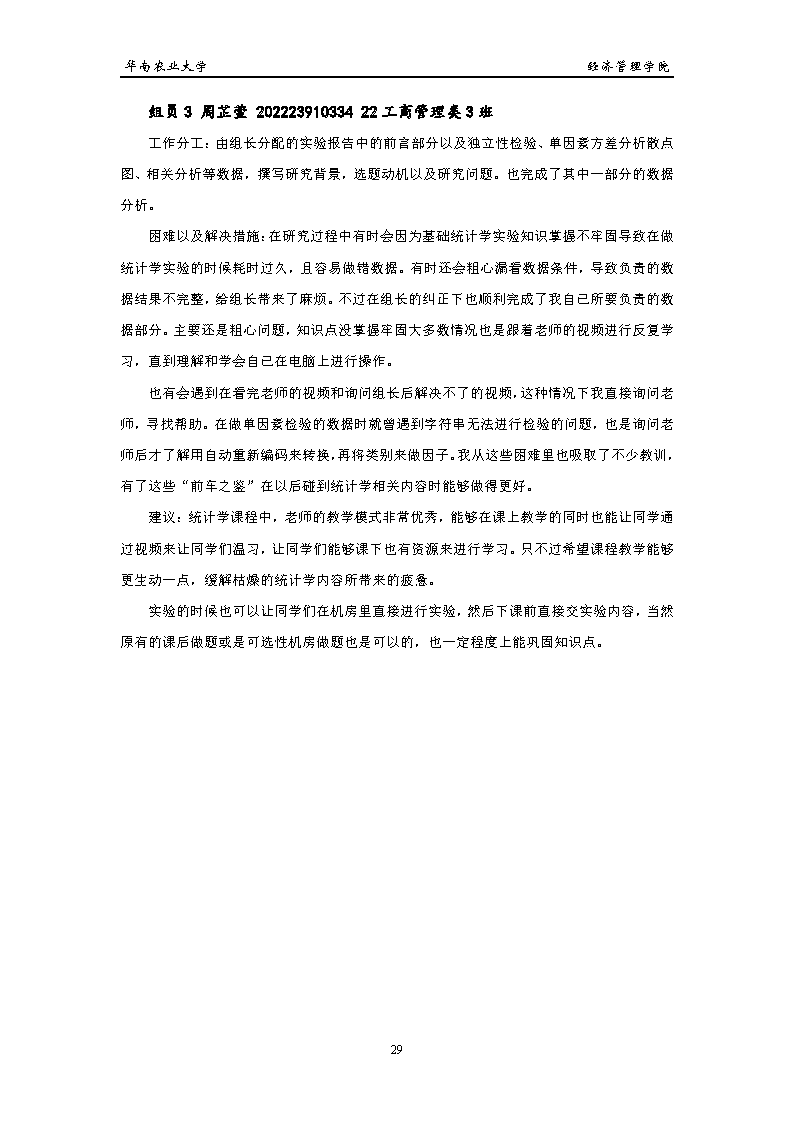 华南农业大学 经济管理学院
组员3 周芷莹 202223910334 22工商管理类3班
工作分工：由组长分配的实验报告中的前言部分以及独立性检验、单因素方差分析散点
图、相关分析等数据，撰写研究背景，选题动机以及研究问题。也完成了其中一部分的数据
分析。
困难以及解决措施：在研究过程中有时会因为基础统计学实验知识掌握不牢固导致在做
统计学实验的时候耗时过久，且容易做错数据。有时还会粗心漏看数据条件，导致负责的数
据结果不完整，给组长带来了麻烦。不过在组长的纠正下也顺利完成了我自己所要负责的数
据部分。主要还是粗心问题，知识点没掌握牢固大多数情况也是跟着老师的视频进行反复学
习，直到理解和学会自己在电脑上进行操作。
也有会遇到在看完老师的视频和询问组长后解决不了的视频，这种情况下我直接询问老
师，寻找帮助。在做单因素检验的数据时就曾遇到字符串无法进行检验的问题，也是询问老
师后才了解用自动重新编码来转换，再将类别来做因子。我从这些困难里也吸取了不少教训，
有了这些“前车之鉴”在以后碰到统计学相关内容时能够做得更好。
建议：统计学课程中，老师的教学模式非常优秀，能够在课上教学的同时也能让同学通
过视频来让同学们温习，让同学们能够课下也有资源来进行学习。只不过希望课程教学能够
更生动一点，缓解枯燥的统计学内容所带来的疲惫。
实验的时候也可以让同学们在机房里直接进行实验，然后下课前直接交实验内容，当然
原有的课后做题或是可选性机房做题也是可以的，也一定程度上能巩固知识点。
29